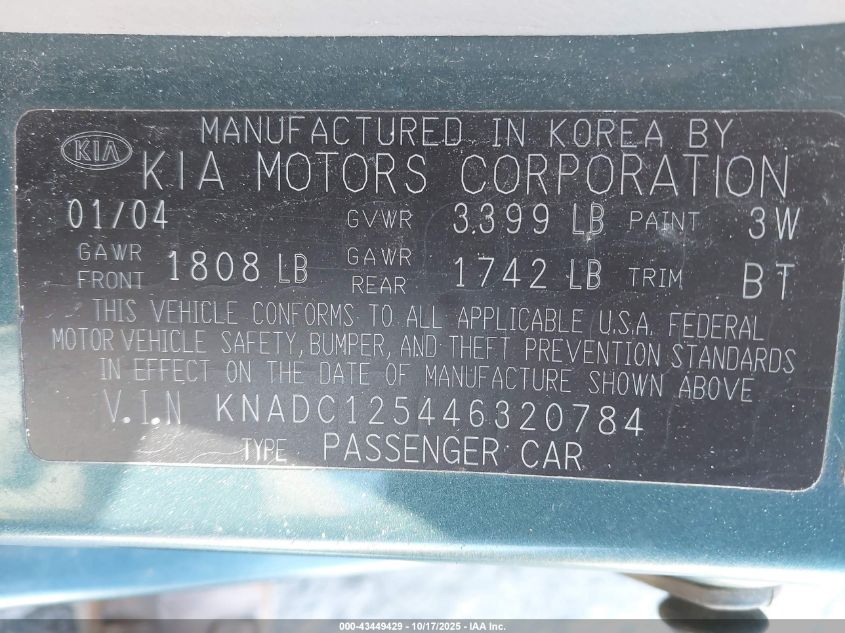 MANUFACTURED IN KOREA BY
KIA KIA MOTORS CORPORATION
01/04 GVWR 3399 LB PAINT 3W
GAWR FRONT 1808 LB GAWR REAR 1742 LB TRIM BT
THIS VEHICLE CONFORMS TO ALL APPLICABLE U.S.A. FEDERAL
MOTOR VEHICLE SAFETY, BUMPER, AND THEFT PREVENTION STANDARDS
IN EFFECT ON THE DATE OF MANUFACTURE SHOWN ABOVE
V.I.N KNADC125446320784
TYPE PASSENGER CAR
000-43449429 - 10/17/2025 - IAA Inc.